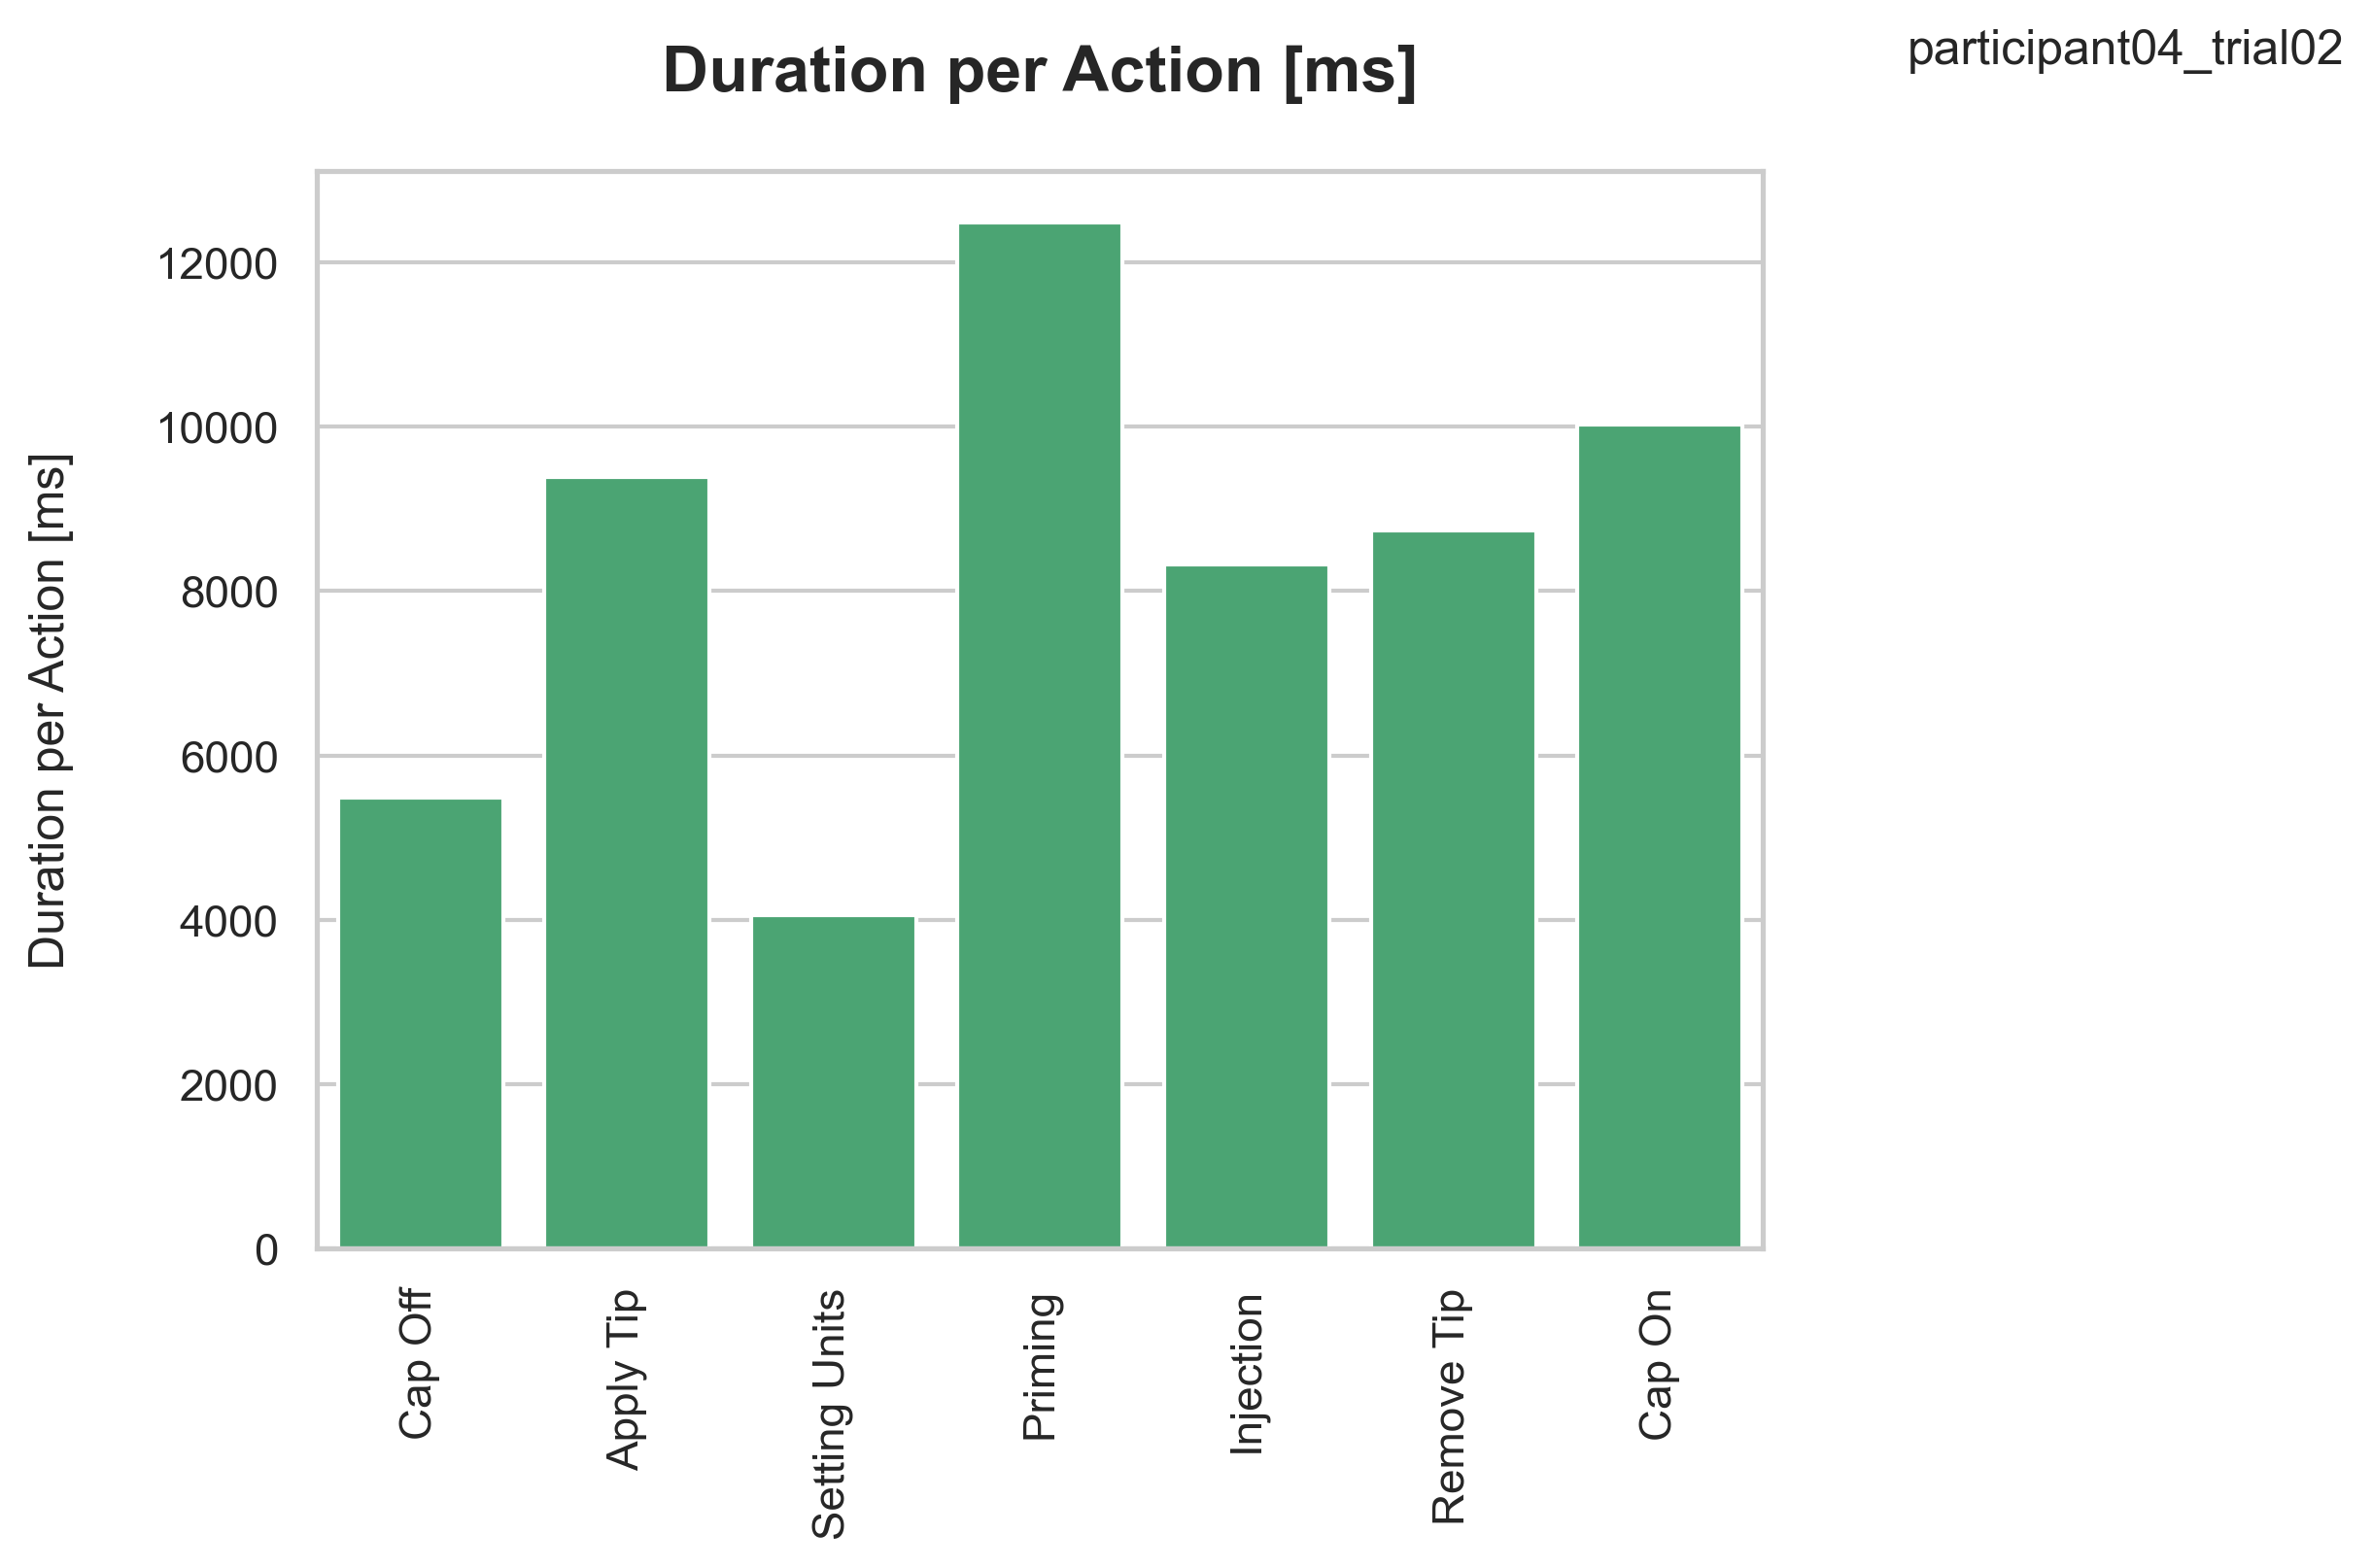 participant04_trial02
Duration per Action [ms]
Duration per Action [ms]
12000
10000
8000
6000
4000
2000
0
Cap Off
Apply Tip
Setting Units
Priming
Injection
Remove Tip
Cap On